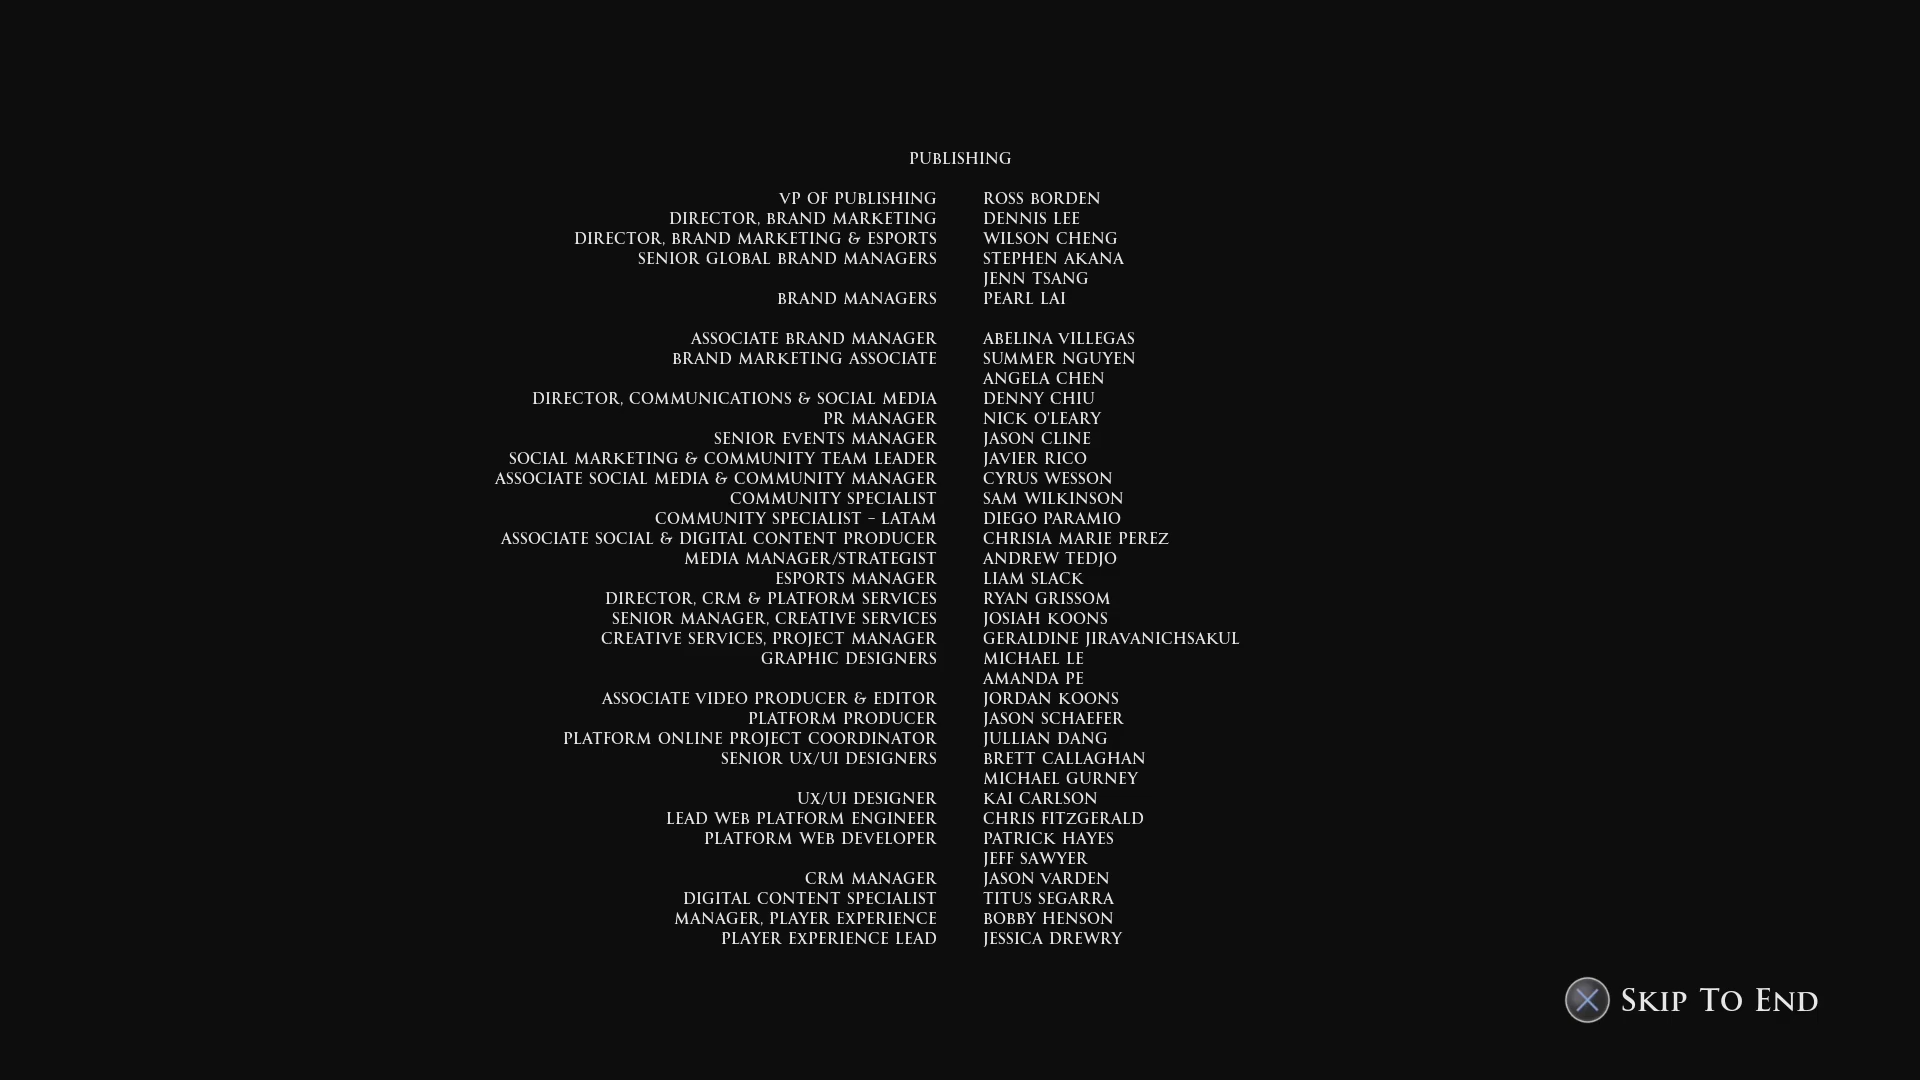 PUBLISHING
VP OF PUBLISHING ROSS BORDEN
DIRECTOR, BRAND MARKETING DENNIS LEE
DIRECTOR, BRAND MARKETING & ESPORTS WILSON CHENG
SENIOR GLOBAL BRAND MANAGERS STEPHEN AKANA
JENN TSANG
BRAND MANAGERS PEARL LAI
ASSOCIATE BRAND MANAGER ABELINA VILLEGAS
BRAND MARKETING ASSOCIATE SUMMER NGUYEN
ANGELA CHEN
DIRECTOR, COMMUNICATIONS & SOCIAL MEDIA DENNY CHIU
PR MANAGER NICK O'LEARY
SENIOR EVENTS MANAGER JASON CLINE
SOCIAL MARKETING & COMMUNITY TEAM LEADER JAVIER RICO
ASSOCIATE SOCIAL MEDIA & COMMUNITY MANAGER CYRUS WESSON
COMMUNITY SPECIALIST SAM WILKINSON
COMMUNITY SPECIALIST - LATAM DIEGO PARAMIO
ASSOCIATE SOCIAL & DIGITAL CONTENT PRODUCER CHRISIA MARIE PEREZ
MEDIA MANAGER/STRATEGIST ANDREW TEDJO
ESPORTS MANAGER LIAM SLACK
DIRECTOR, CRM & PLATFORM SERVICES RYAN GRISSOM
SENIOR MANAGER, CREATIVE SERVICES JOSIAH KOONS
CREATIVE SERVICES, PROJECT MANAGER GERALDINE JIRAVANICHSAKUL
GRAPHIC DESIGNERS MICHAEL LE
AMANDA PE
ASSOCIATE VIDEO PRODUCER & EDITOR JORDAN KOONS
PLATFORM PRODUCER JASON SCHAEFER
PLATFORM ONLINE PROJECT COORDINATOR JULLIAN DANG
SENIOR UX/UI DESIGNERS BRETT CALLAGHAN
MICHAEL GURNEY
UX/UI DESIGNER KAI CARLSON
LEAD WEB PLATFORM ENGINEER CHRIS FITZGERALD
PLATFORM WEB DEVELOPER PATRICK HAYES
JEFF SAWYER
CRM MANAGER JASON VARDEN
DIGITAL CONTENT SPECIALIST TITUS SEGARRA
MANAGER, PLAYER EXPERIENCE BOBBY HENSON
PLAYER EXPERIENCE LEAD JESSICA DREWRY
SKIP TO END